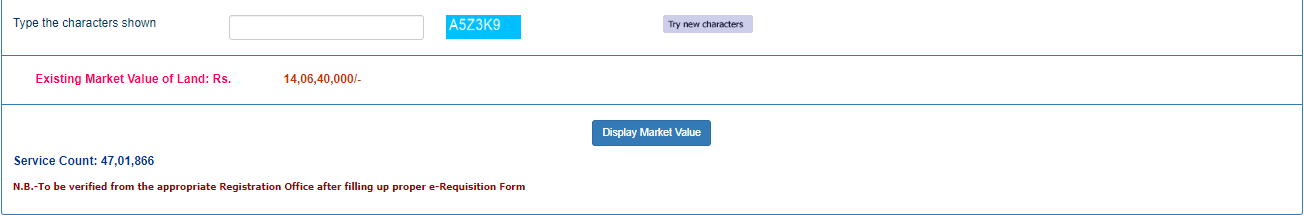 Type the characters shown A5Z3K9 Try new characters
Existing Market Value of Land: Rs. 14,06,40,000/-
Display Market Value
Service Count: 47,01,866
N.B.-To be verified from the appropriate Registration Office after filling up proper e-Requisition Form